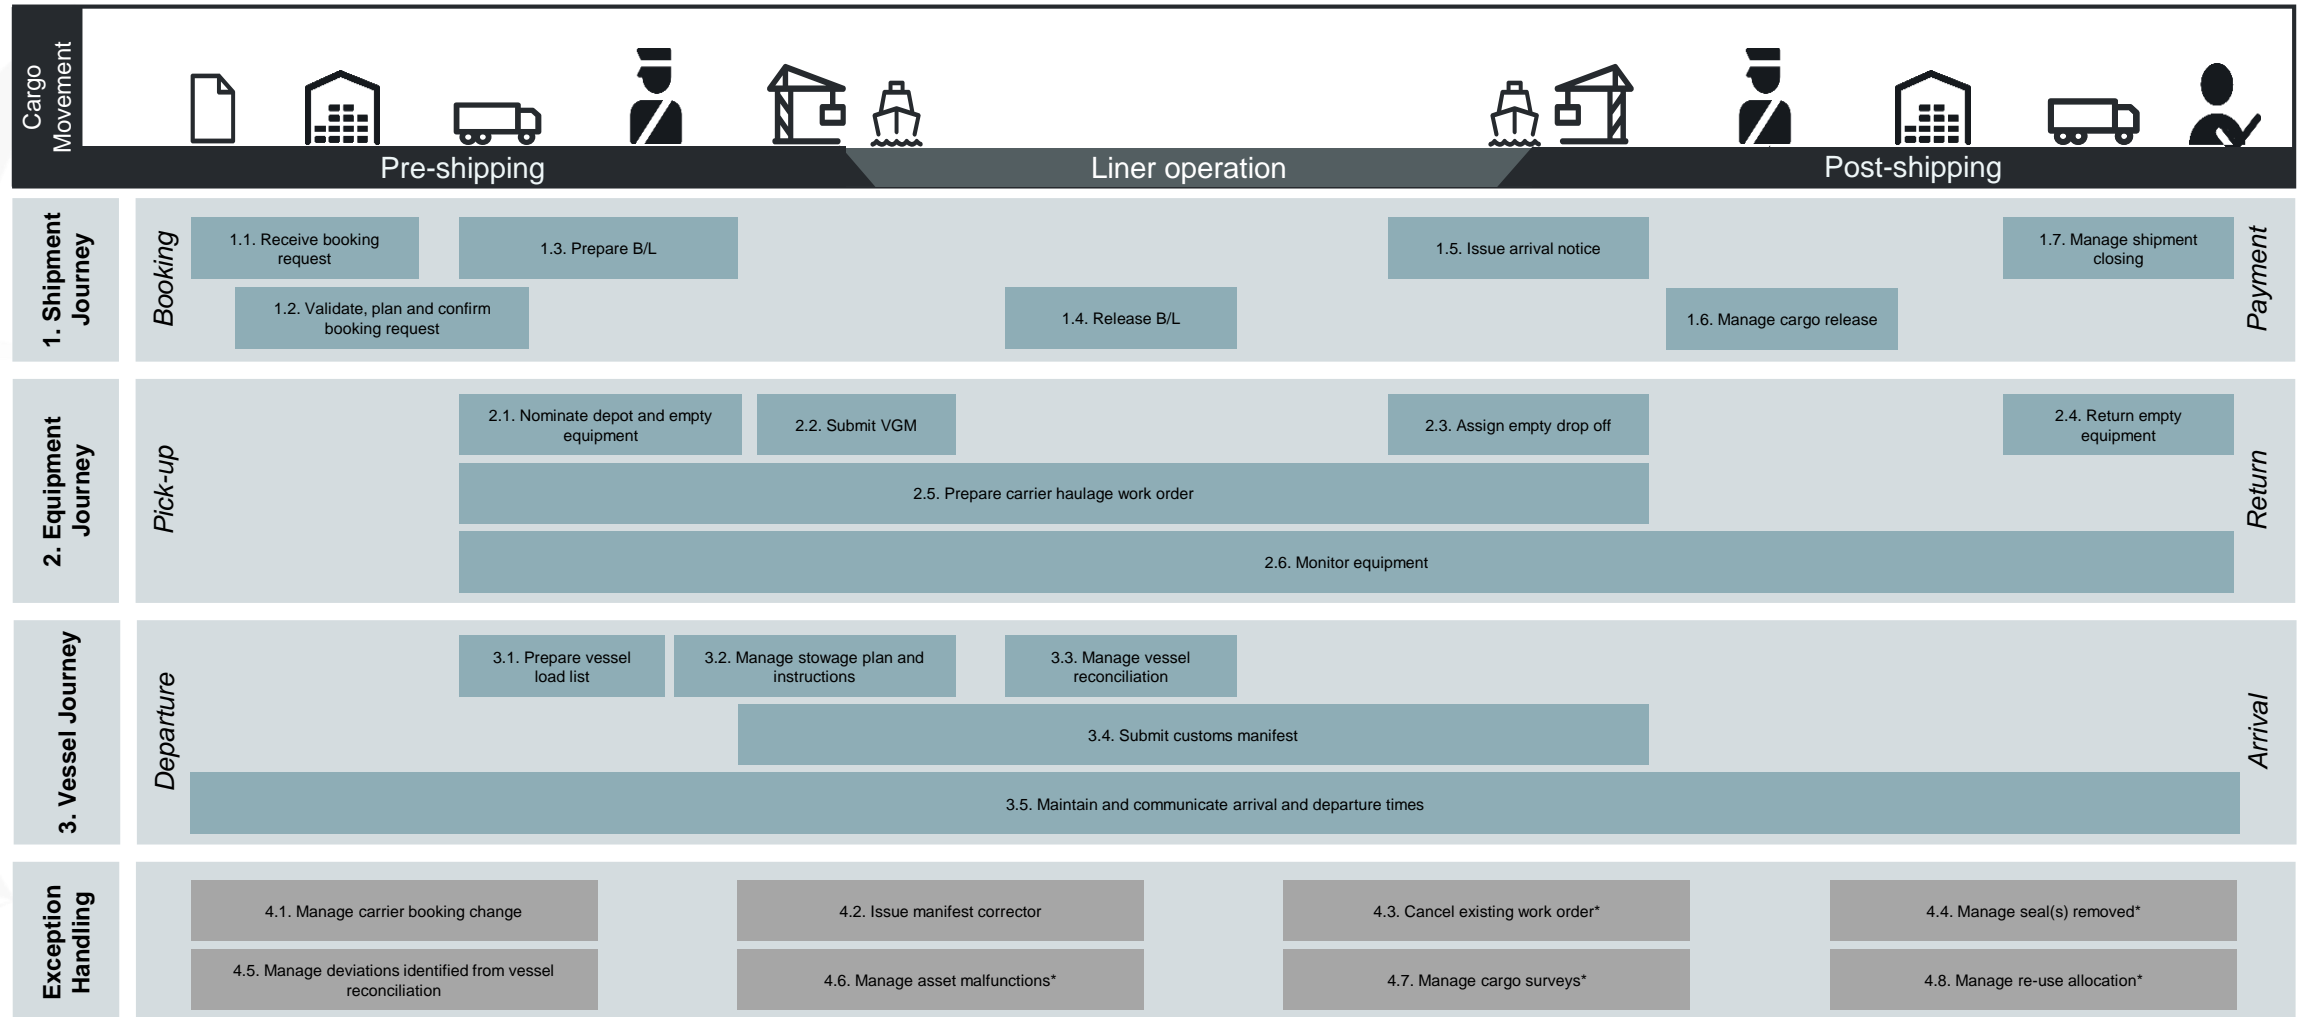 Cargo
Movement
Pre-shipping
Liner operation
Post-shipping
1. Shipment
Journey
Booking
1.1. Receive booking
request
1.3. Prepare B/L
1.5. Issue arrival notice
1.7. Manage shipment
closing
1.2. Validate, plan and confirm
booking request
1.4. Release B/L
1.6. Manage cargo release
Payment
2. Equipment
Journey
Pick-up
2.1. Nominate depot and empty
equipment
2.2. Submit VGM
2.3. Assign empty drop off
2.4. Return empty
equipment
2.5. Prepare carrier haulage work order
2.6. Monitor equipment
Return
3. Vessel Journey
Departure
3.1. Prepare vessel
load list
3.2. Manage stowage plan and
instructions
3.3. Manage vessel
reconciliation
3.4. Submit customs manifest
3.5. Maintain and communicate arrival and departure times
Arrival
Exception
Handling
4.1. Manage carrier booking change
4.2. Issue manifest corrector
4.3. Cancel existing work order*
4.4. Manage seal(s) removed*
4.5. Manage deviations identified from vessel
reconciliation
4.6. Manage asset malfunctions*
4.7. Manage cargo surveys*
4.8. Manage re-use allocation*